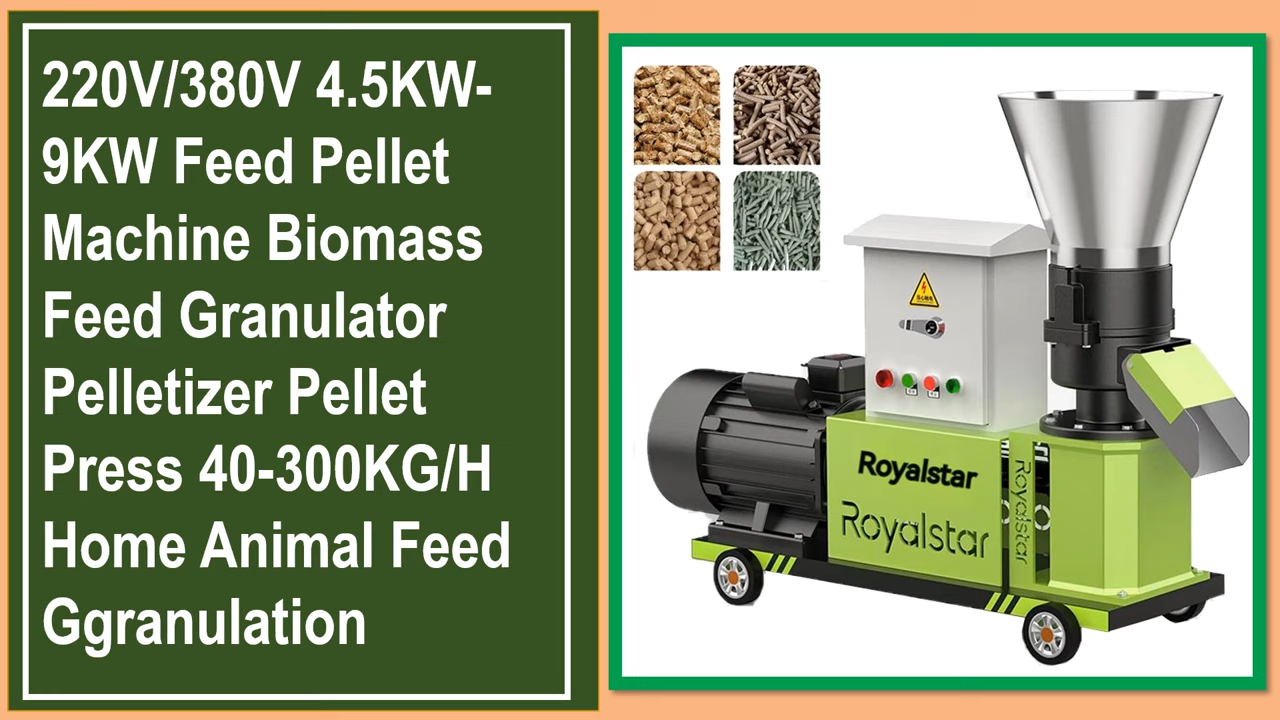 220V/380V 4.5KW-
9KW Feed Pellet
Machine Biomass
Feed Granulator
Pelletizer Pellet
Press 40-300KG/H
Home Animal Feed
Ggranulation
Royalstar
Royalstar
Royalstar